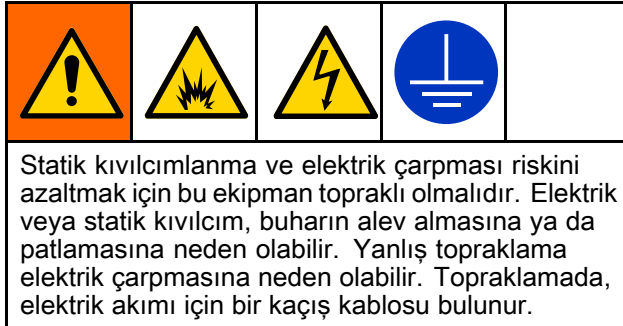 Statik kıvılcımlanma ve elektrik çarpması riskini
azaltmak için bu ekipman topraklı olmalıdır. Elektrik
veya statik kıvılcım, buharın alev almasına ya da
patlamasına neden olabilir. Yanlış topraklama
elektrik çarpmasına neden olabilir. Topraklamada,
elektrik akımı için bir kaçış kablosu bulunur.